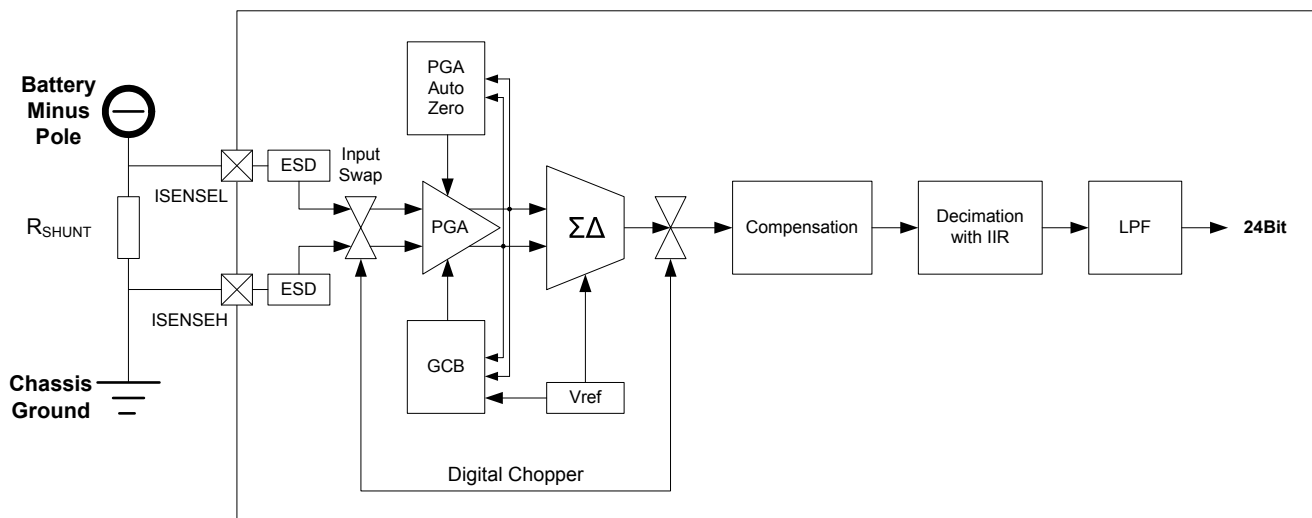 Battery
Minus
Pole
R_SHUNT
Chassis
Ground
ISENSEL
ISENSEH
ESD
ESD
Input
Swap
PGA
Auto
Zero
PGA
GCB
ΣΔ
Vref
Digital Chopper
Compensation
Decimation
with IIR
LPF
24Bit